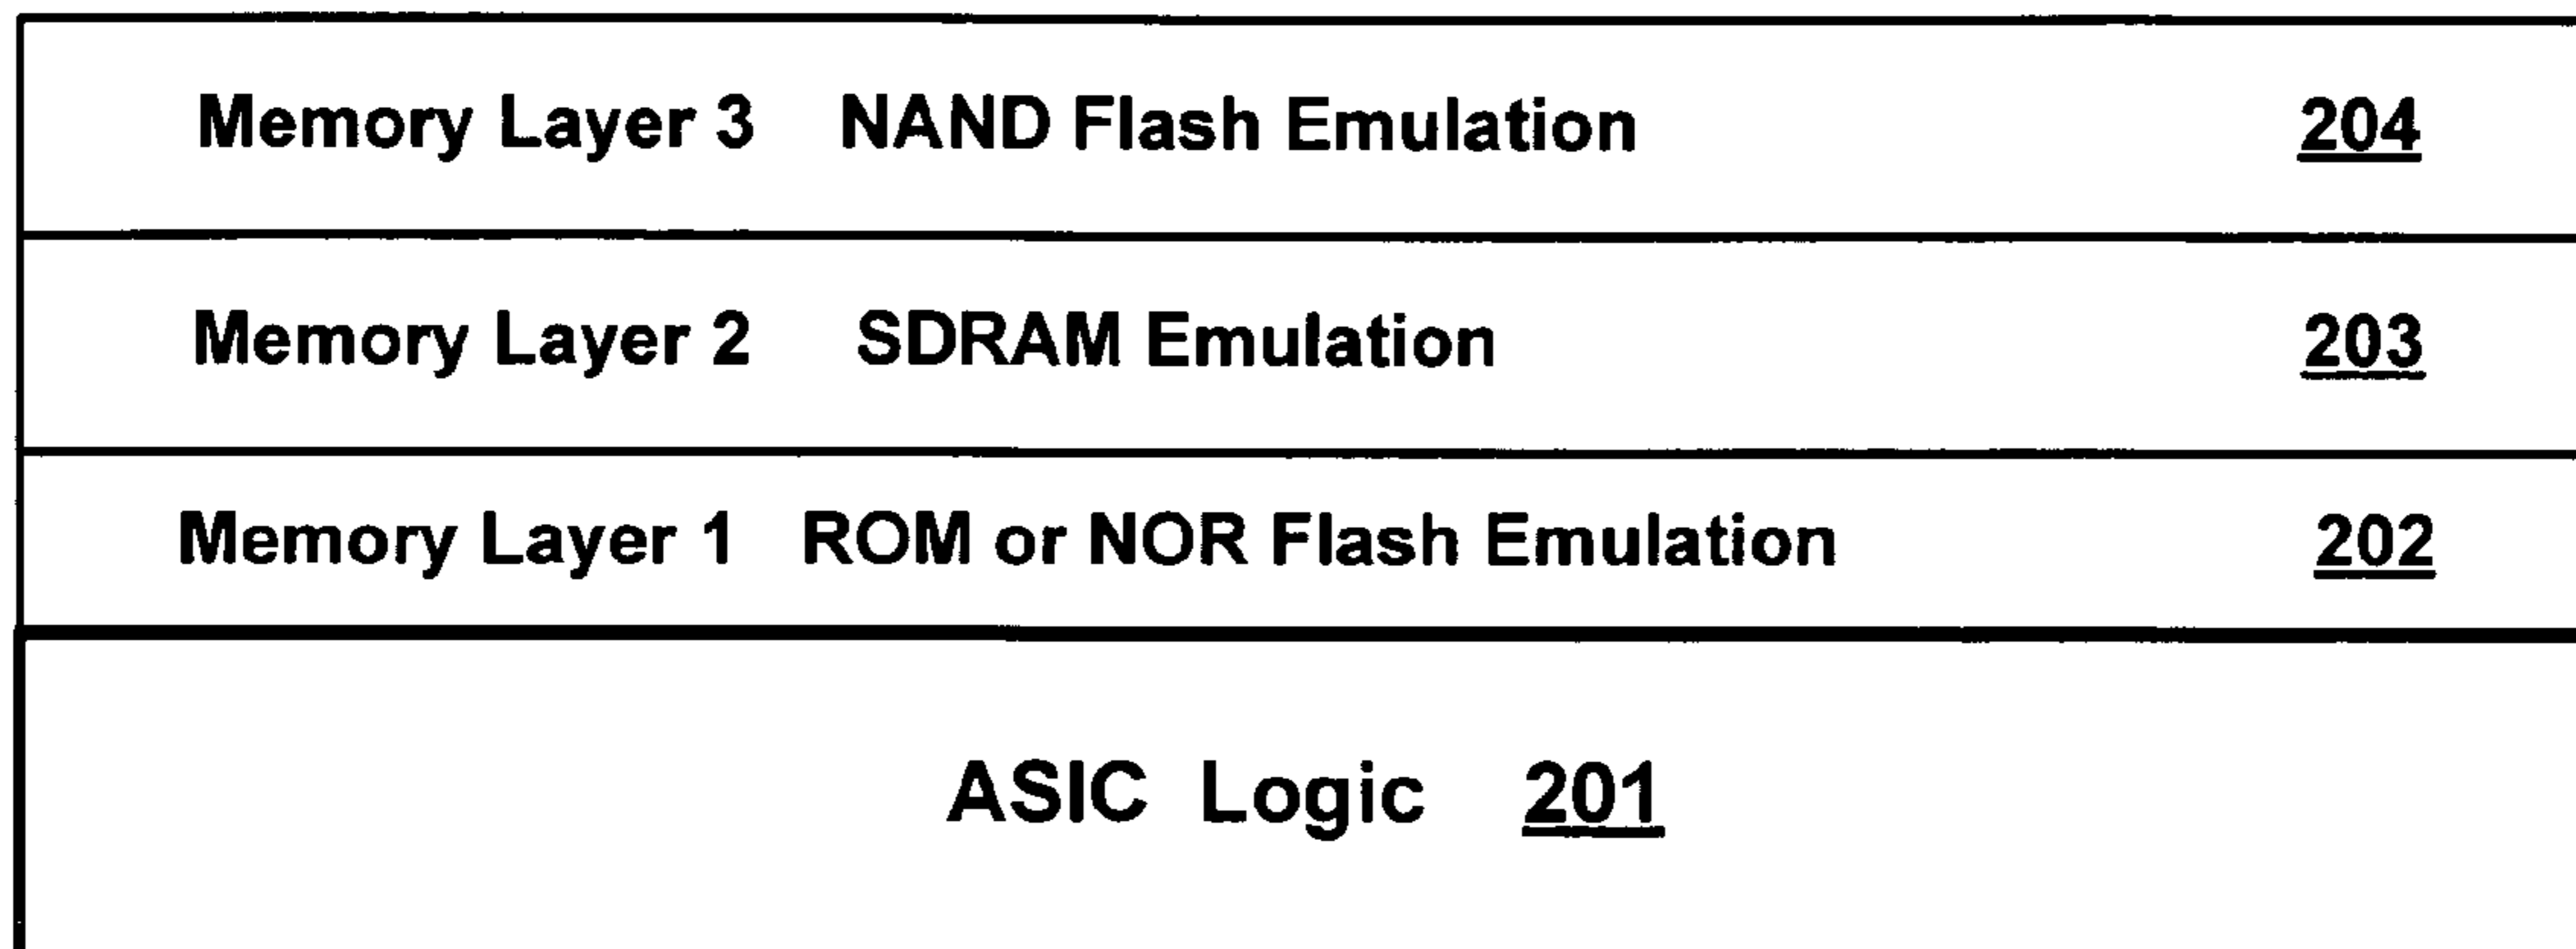 Memory Layer 3 NAND Flash Emulation 204
Memory Layer 2 SDRAM Emulation 203
Memory Layer 1 ROM or NOR Flash Emulation 202
ASIC Logic 201